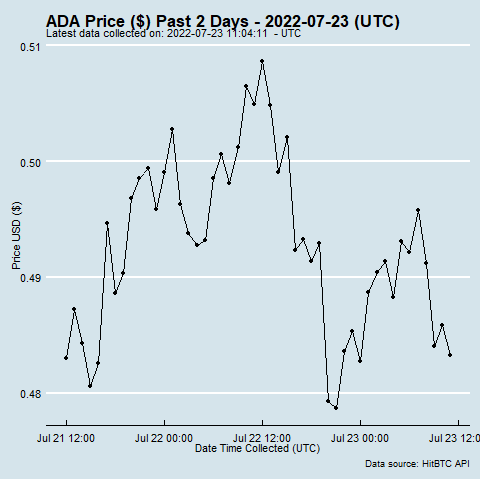 ADA Price ($) Past 2 Days - 2022-07-23 (UTC)
Latest data collected on: 2022-07-23 11:04:11  - UTC
0.51
0.50
0.49
0.48
Price USD ($)
Jul 21 12:00
Jul 22 00:00
Jul 22 12:00
Jul 23 00:00
Jul 23 12:0
Date Time Collected (UTC)
Data source: HitBTC API